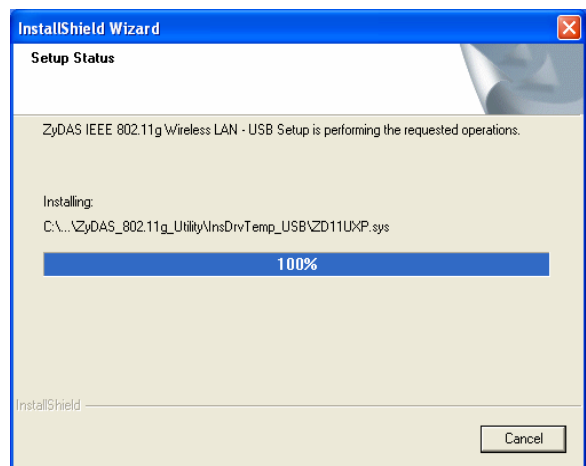 InstallShield Wizard
Setup Status
ZyDAS IEEE 802.11g Wireless LAN - USB Setup is performing the requested operations.
Installing:
C:\...\ZyDAS_802.11g_Utility\InsDrvTemp_USB\ZD11UXP.sys
100%
InstallShield
Cancel